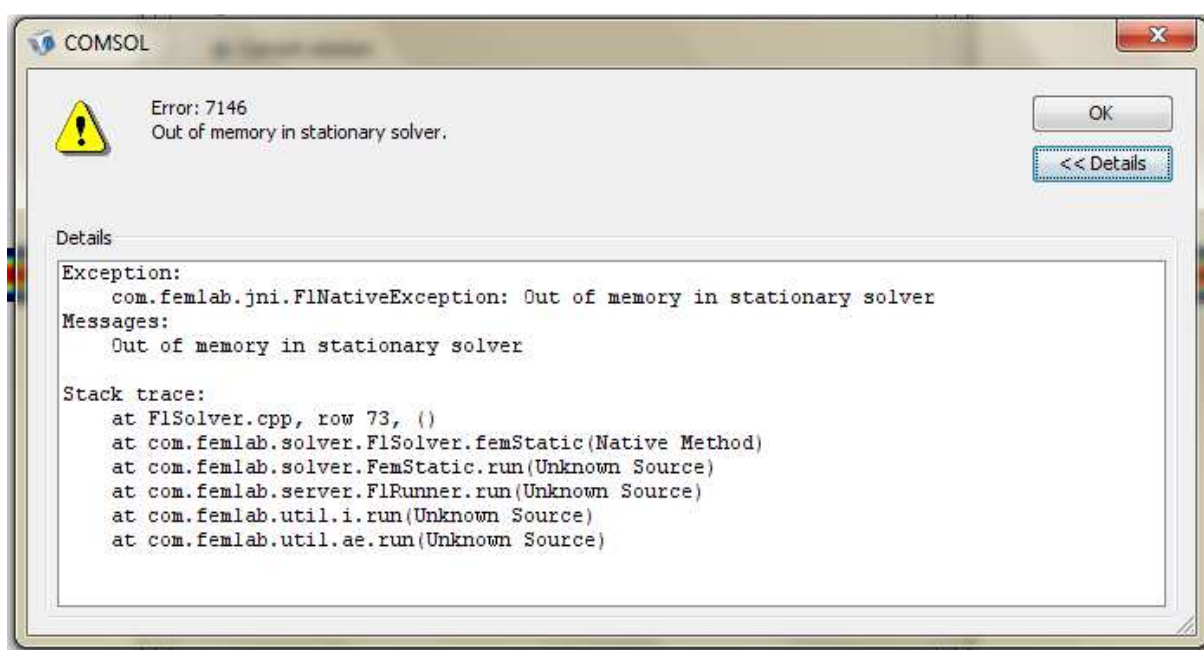 COMSOL
Error: 7146
Out of memory in stationary solver.
OK
<< Details
Details
Exception:
com.femlab.jni.FlNativeException: Out of memory in stationary solver
Messages:
Out of memory in stationary solver
Stack trace:
at FlSolver.cpp, row 73, ()
at com.femlab.solver.FlSolver.femStatic(Native Method)
at com.femlab.solver.FemStatic.run(Unknown Source)
at com.femlab.server.FlRunner.run(Unknown Source)
at com.femlab.util.i.run(Unknown Source)
at com.femlab.util.ae.run(Unknown Source)